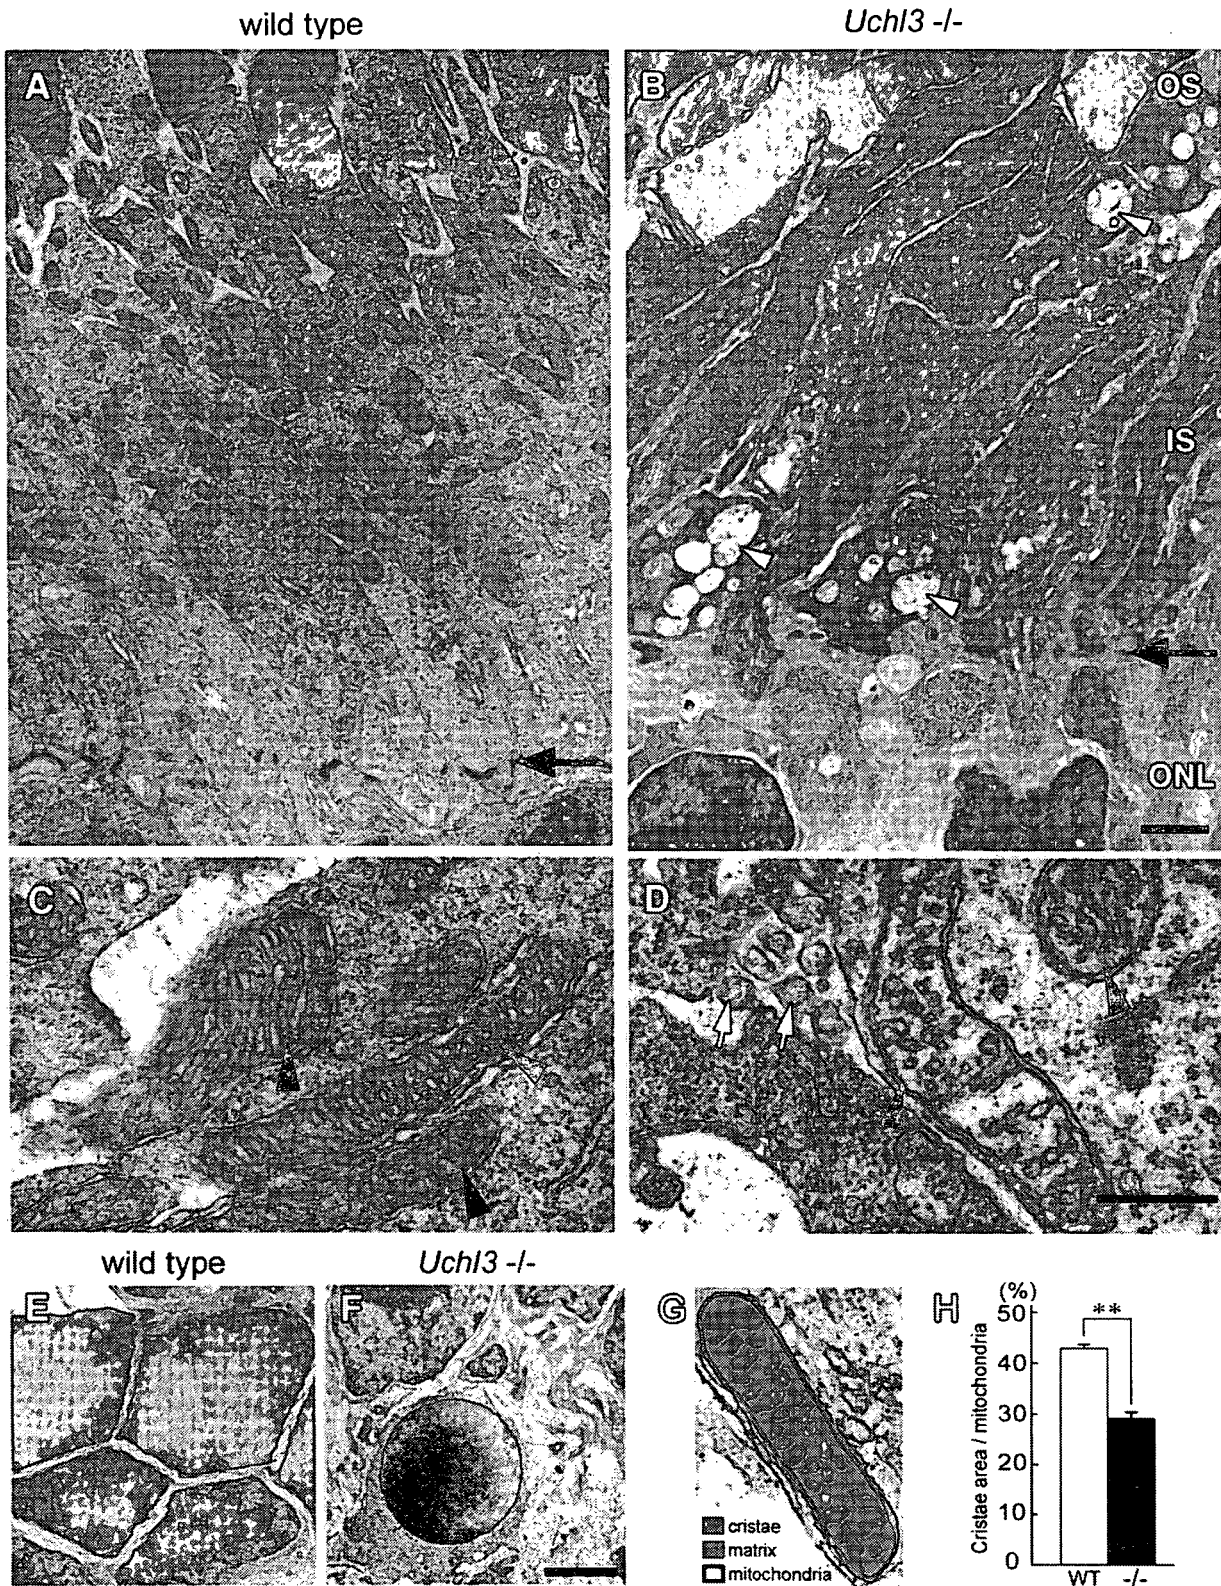 wild type
Uchl3 -/-
A
B
OS
IS
ONL
C
D
wild type
Uchl3 -/-
E
F
G
cristae
matrix
mitochondria
H
(%)
50
40
30
20
10
0
**
Cristae area / mitochondria
WT
-/-